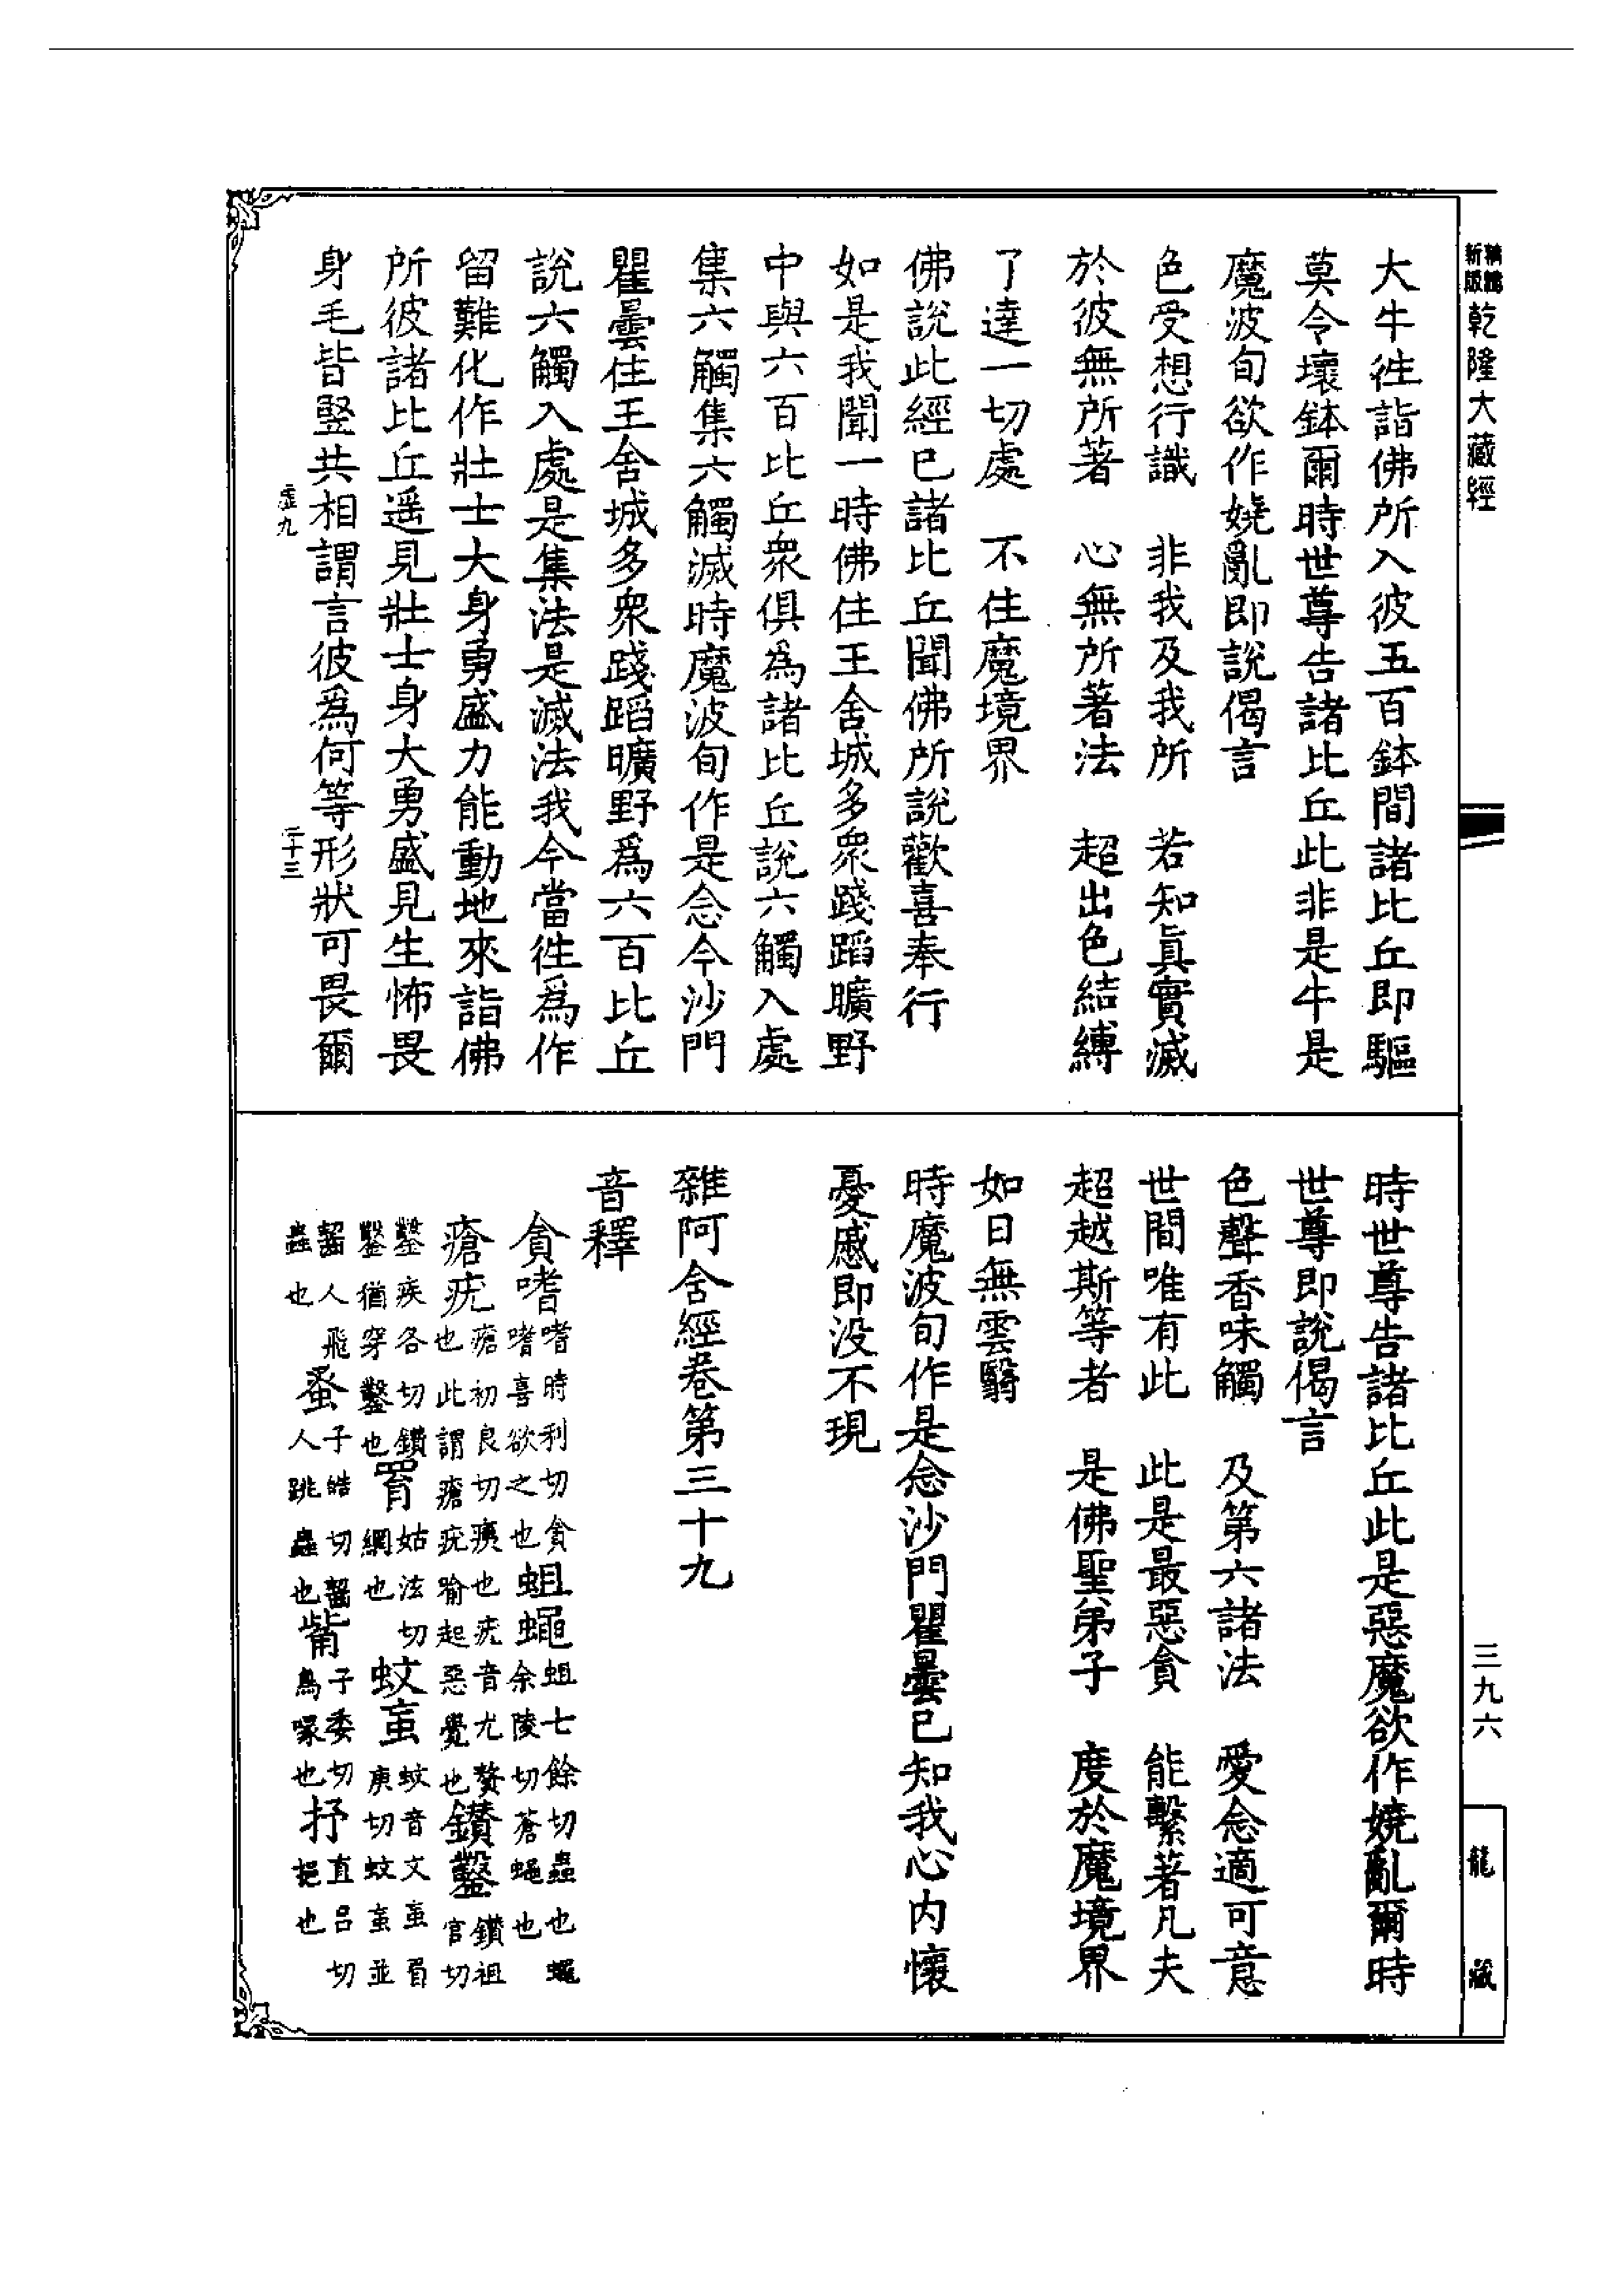 新版
乾隆大藏經
大牛徃詣佛所入彼五百鉢間諸比丘即驅
莫令壞鉢爾時世尊告諸比丘此非是牛是
魔波旬欲作嬈亂即說偈言
色受想行識　非我及我所　若知眞實滅
於彼無所著　心無所著法　超出色結縛
了達一切處　不住魔境界
佛說此經已諸比丘聞佛所說歡喜奉行
如是我聞一時佛住王舍城多衆踐蹈曠野
中與六百比丘衆俱爲諸比丘說六觸入處
集六觸集六觸滅時魔波旬作是念今沙門
瞿曇住王舍城多衆踐蹈曠野爲六百比丘
說六觸入處是集法是滅法我今當徃爲作
留難化作壯士大身勇盛力能動地來詣佛
所彼諸比丘遥見壯士身大勇盛見生怖畏
身毛皆竪共相謂言彼爲何等形狀可畏爾
虛九
二十三
時世尊告諸比丘此是惡魔欲作嬈亂爾時
世尊即說偈言
色聲香味觸　及第六諸法　愛念適可意
世間唯有此　此是最惡貪　能繫著凡夫
超越斯等者　是佛聖弟子　度於魔境界
如日無雲翳
時魔波旬作是念沙門瞿曇已知我心内懷
憂慼即没不現
雜阿含經卷第三十九
音釋
貪嗜嗜時利切貪嗜喜欲之也蛆蠅蛆七餘切蟲也蠅余陵切蒼蠅也
瘡疣瘡初良切痍也疣音尤贅也此謂瘡疣喻起惡覺也鑚鑿鑚祖官切
鑿疾各切鑚鑿猶穿鑿也罥姑泫切網也蚊䖟蚊音文䖟眉庚切蚊䖟並
齧人飛蟲也蚤子皓切齧人跳蟲也觜子委切鳥喙也抒直呂切挹也
三九六
龍藏